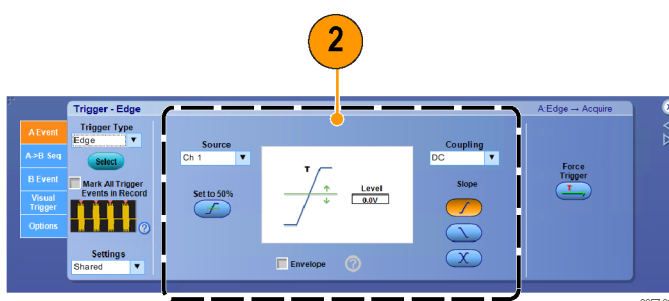 2
Trigger - Edge
A:Edge → Acquire
A Event
A->B Seq
B Event
Visual
Trigger
Options
Trigger Type
Edge
Select
Mark All Trigger
Events in Record
Settings
Shared
Source
Ch 1
Set to 50%
T
Level
0.0V
Envelope
?
Coupling
DC
Slope
Force
Trigger
T